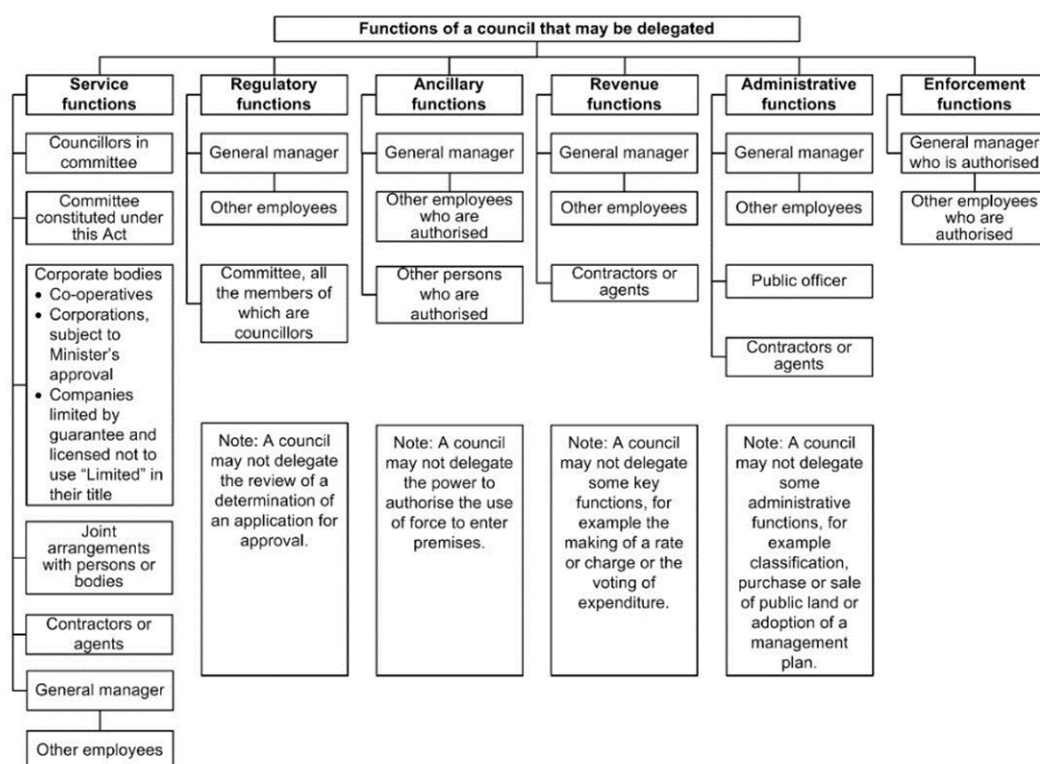 Functions of a council that may be delegated
Service
functions
Councillors in
committee
Committee
constituted under
this Act
Corporate bodies
• Co-operatives
• Corporations,
subject to
Minister's
approval
• Companies
limited by
guarantee and
licensed not to
use “Limited” in
their title
Joint
arrangements
with persons or
bodies
Contractors or
agents
General manager
Other employees
Regulatory
functions
General manager
Other employees
Committee, all
the members of
which are
councillors
Note: A council
may not delegate
the review of a
determination of
an application for
approval.
Ancillary
functions
General manager
Other employees
who are
authorised
Other persons
who are
authorised
Note: A council
may not delegate
the power to
authorise the use
of force to enter
premises.
Revenue
functions
General manager
Other employees
Contractors or
agents
Note: A council
may not delegate
some key
functions, for
example the
making of a rate
or charge or the
voting of
expenditure.
Administrative
functions
General manager
Other employees
Public officer
Contractors or
agents
Note: A council
may not delegate
some
administrative
functions, for
example
classification,
purchase or sale
of public land or
adoption of a
management
plan.
Enforcement
functions
General manager
who is authorised
Other employees
who are
authorised